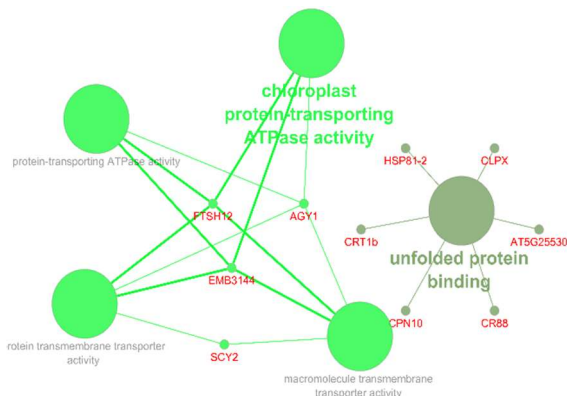 chloroplast
protein-transporting
ATPase activity
protein-transporting ATPase activity
HSP81-2
CLPX
FTSH12
AGY1
CRT1b
AT5G25530
unfolded protein
binding
EMB3144
CPN10
CR88
rotein transmembrane transporter
activity
SCY2
macromolecule transmembrane
transporter activity